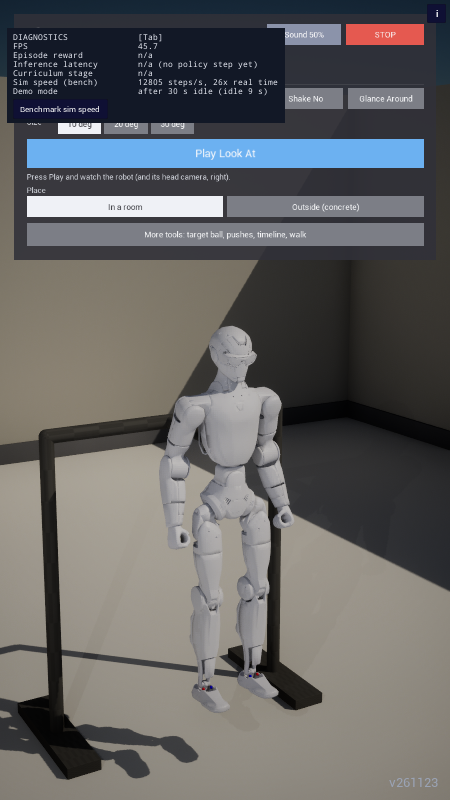 i
DIAGNOSTICS [Tab]
FPS 45.7
Episode reward n/a
Inference latency n/a (no policy step yet)
Curriculum stage n/a
Sim speed (bench) 12805 steps/s, 26x real time
Demo mode after 30 s idle (idle 9 s)
Benchmark sim speed
Sound 50%
STOP
Shake No
Glance Around
10 deg
20 deg
30 deg
Play Look At
Press Play and watch the robot (and its head camera, right).
Place
In a room
Outside (concrete)
More tools: target ball, pushes, timeline, walk
v261123